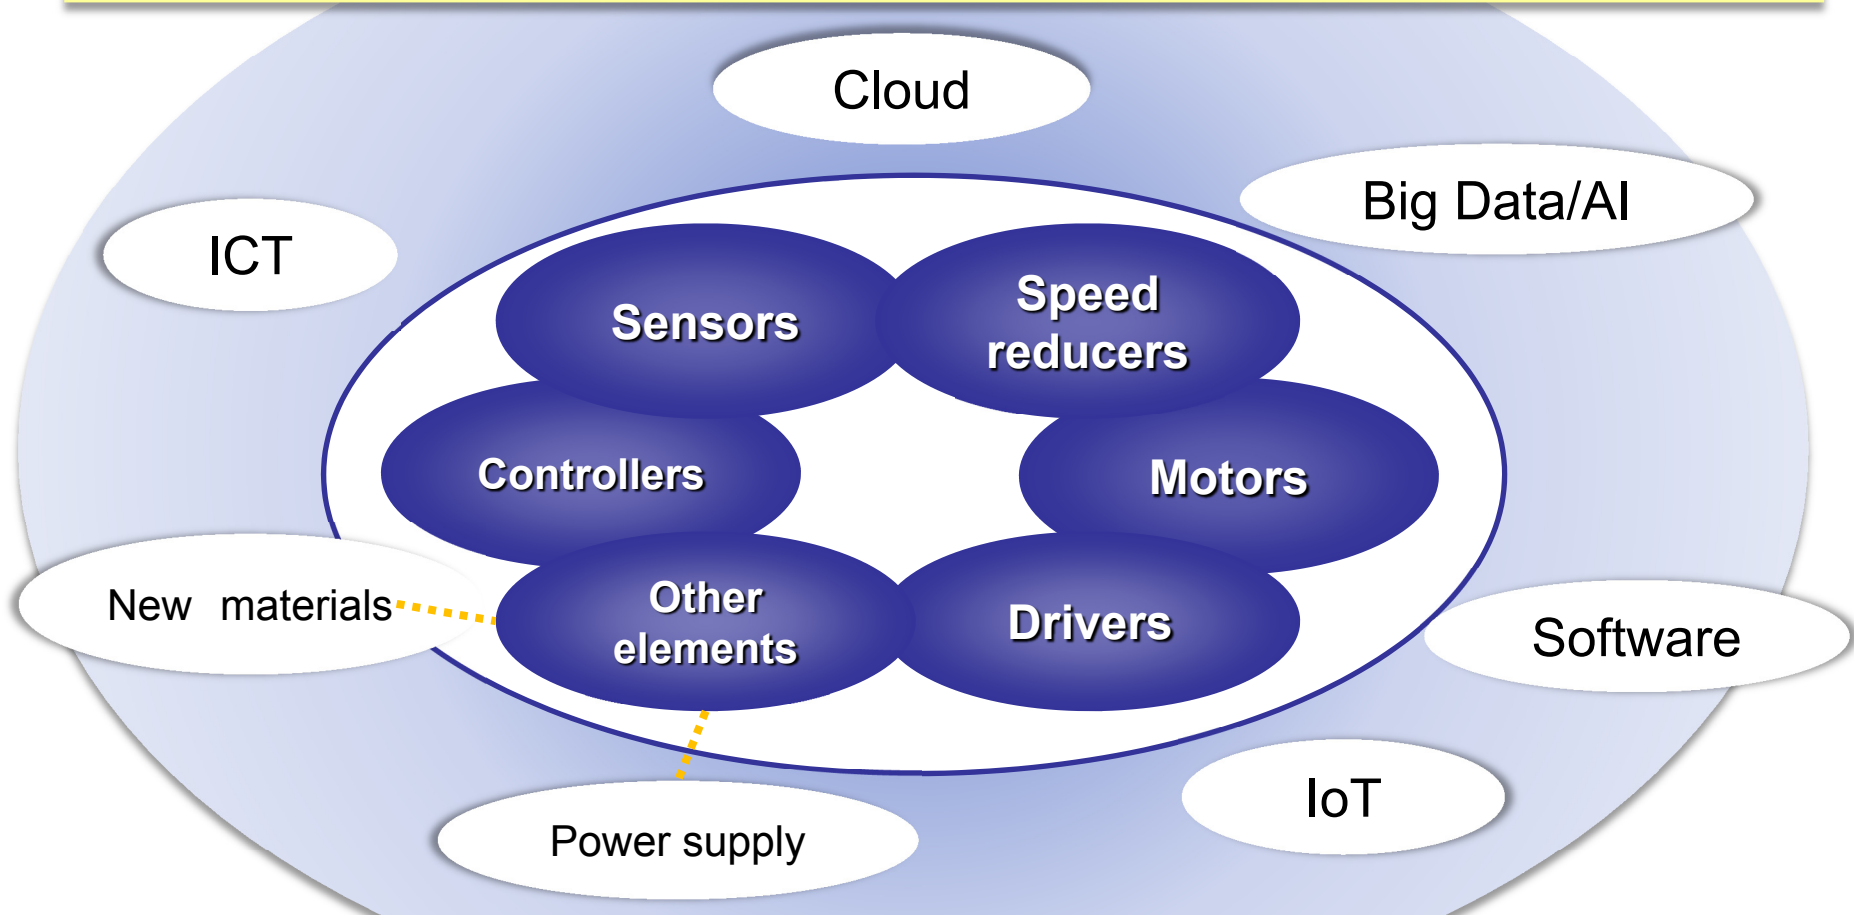 Cloud
Big Data/AI
ICT
Sensors
Speed
reducers
Controllers
Motors
New materials
Other
elements
Drivers
Software
IoT
Power supply